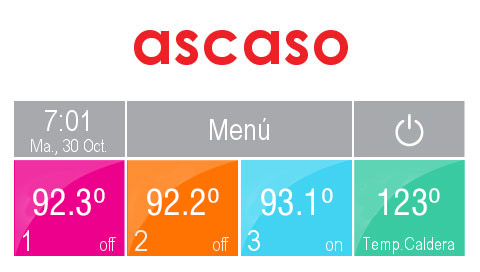 ascaso
7:01
Ma., 30 Oct.
Menú
92.3º
1 off
92.2º
2 off
93.1º
3 on
123º
Temp.Caldera